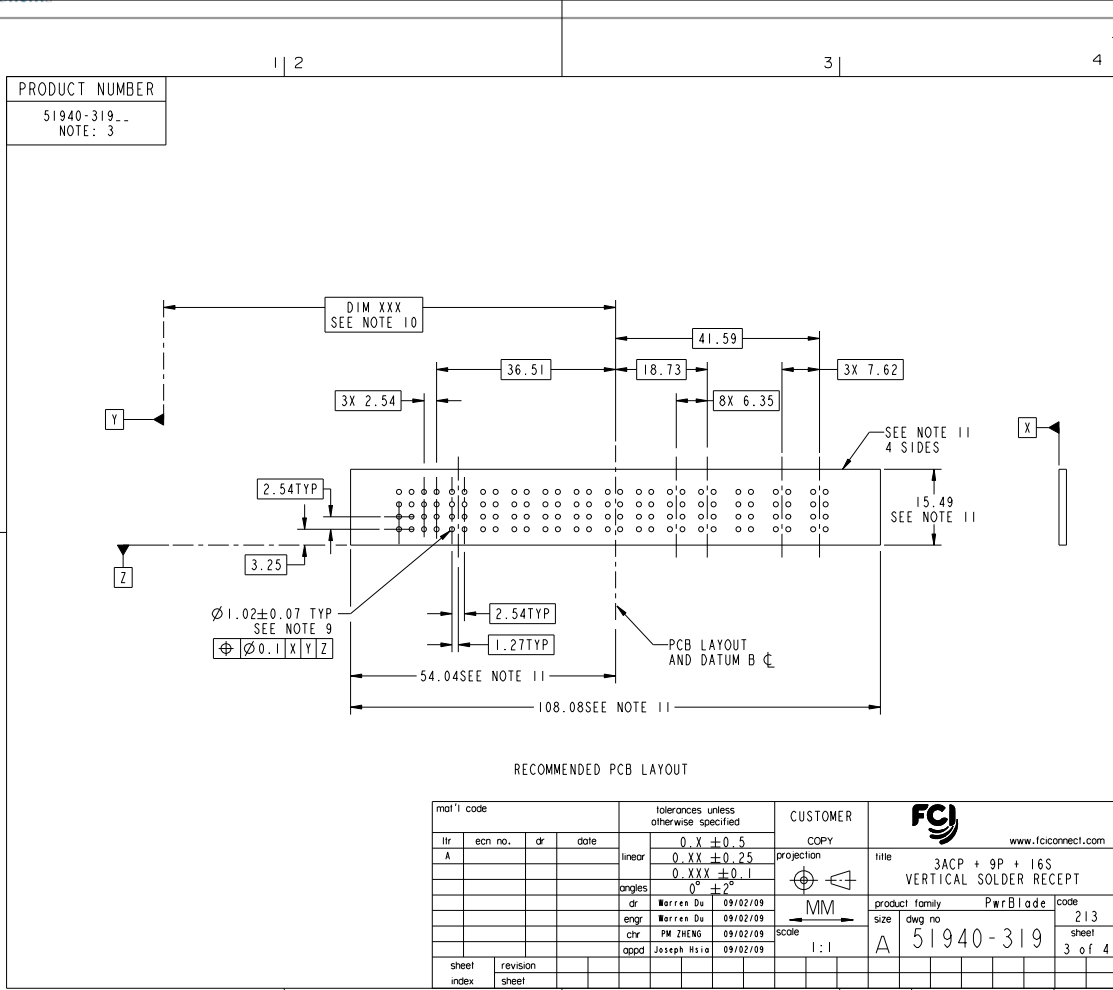 1 2 3 4
PRODUCT NUMBER
51940-319__
NOTE: 3
DIM XXX
SEE NOTE 10
41.59
36.51
18.73
3X 7.62
3X 2.54
8X 6.35
Y
X
SEE NOTE 11
4 SIDES
2.54TYP
15.49
SEE NOTE 11
3.25
Z
Ø1.02±0.07 TYP
SEE NOTE 9
⌖ Ø0.1 X Y Z
2.54TYP
1.27TYP
PCB LAYOUT
AND DATUM B ℄
54.04SEE NOTE 11
108.08SEE NOTE 11
RECOMMENDED PCB LAYOUT
mat'l code
tolerances unless
otherwise specified
CUSTOMER
COPY
FCJ
www.fciconnect.com
ltr ecn no. dr date
A
linear
0.X ±0.5
0.XX ±0.25
0.XXX ±0.1
angles 0° ±2°
projection
MM
scale
1:1
title
3ACP + 9P + 16S
VERTICAL SOLDER RECEPT
dr Warren Du 09/02/09
engr Warren Du 09/02/09
chr PM ZHENG 09/02/09
appd Joseph Hsia 09/02/09
product family PwrBlade
code
213
size
A
dwg no
51940-319
sheet
3 of 4
sheet
index
revision
sheet